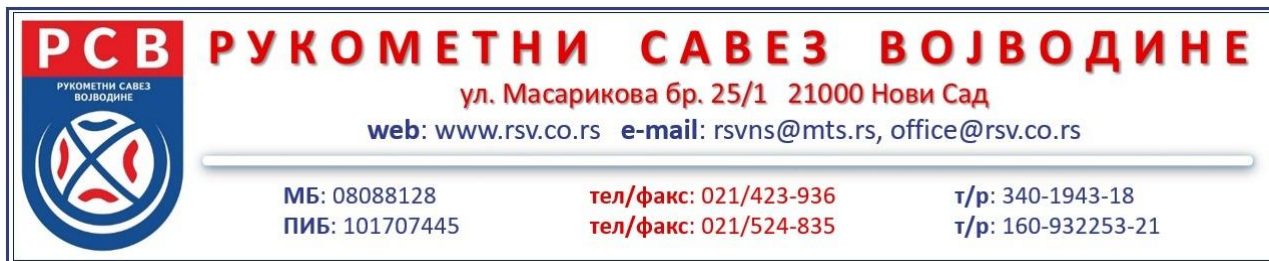 РСВ
РУКОМЕТНИ САВЕЗ
ВОЈВОДИНЕ
РУКОМЕТНИ САВЕЗ ВОЈВОДИНЕ
ул. Масарикова бр. 25/1 21000 Нови Сад
web: www.rsv.co.rs e-mail: rsvns@mts.rs, office@rsv.co.rs
МБ: 08088128 тел/факс: 021/423-936 т/р: 340-1943-18
ПИБ: 101707445 тел/факс: 021/524-835 т/р: 160-932253-21